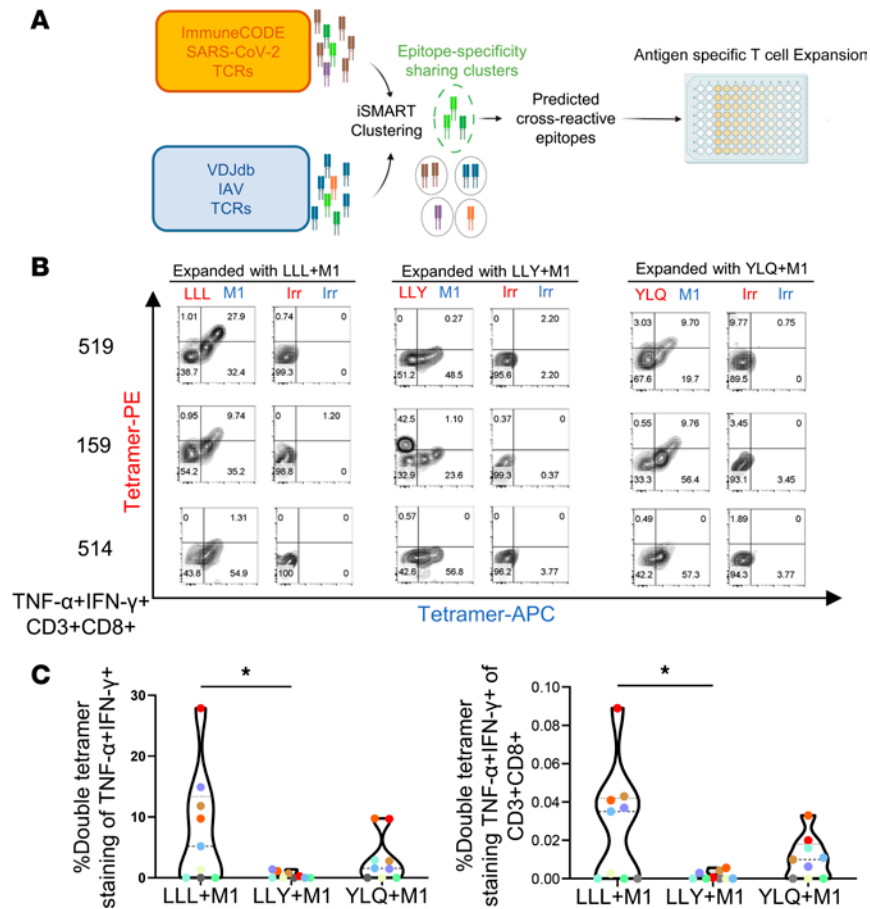 A
ImmuneCODE
SARS-CoV-2
TCRs
VDJdb
IAV
TCRs
iSMART
Clustering
Epitope-specificity
sharing clusters
Predicted
cross-reactive
epitopes
Antigen specific T cell Expansion
B
Expanded with LLL+M1
Expanded with LLY+M1
Expanded with YLQ+M1
LLL M1 Irr Irr
LLY M1 Irr Irr
YLQ M1 Irr Irr
Tetramer-PE
519
1.01 27.9 0.74 0 0 0.27 0 2.20 3.03 9.70 9.77 0.75
38.7 32.4 99.3 0 51.2 48.5 95.6 2.20 67.6 19.7 89.5 0
159
0.95 9.74 0 1.20 42.5 1.10 0.37 0 0.55 9.76 3.45 0
54.2 35.2 98.8 0 32.9 23.6 99.3 0.37 33.3 56.4 93.1 3.45
514
0 1.31 0 0 0.57 0 0 0 0.49 0 1.89 0
43.8 54.9 100 0 42.6 56.8 96.2 3.77 42.2 57.3 94.3 3.77
TNF-α+IFN-γ+
CD3+CD8+
Tetramer-APC
C
%Double tetramer
staining of TNF-α+IFN-γ+
30
20
10
0
*
LLL+M1 LLY+M1 YLQ+M1
%Double tetramer
staining TNF-α+IFN-γ+ of
CD3+CD8+
0.10
0.08
0.06
0.04
0.02
0.00
*
LLL+M1 LLY+M1 YLQ+M1